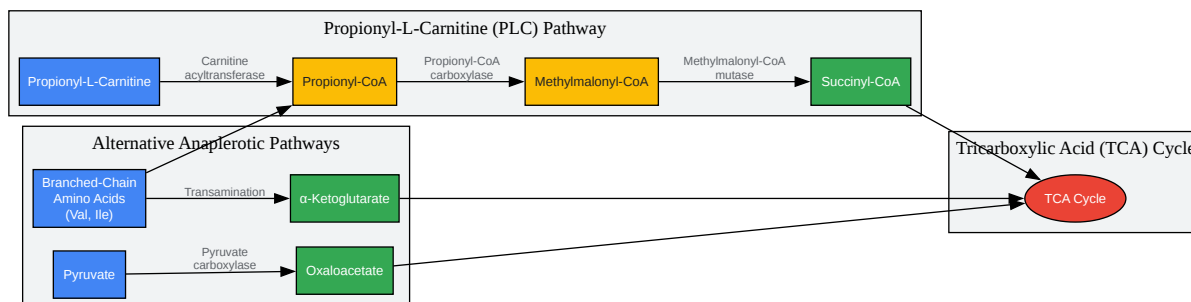 Propionyl-L-Carnitine (PLC) Pathway
Propionyl-L-Carnitine
Carnitine
acyltransferase
Propionyl-CoA
Propionyl-CoA
carboxylase
Methylmalonyl-CoA
Methylmalonyl-CoA
mutase
Succinyl-CoA
Alternative Anaplerotic Pathways
Branched-Chain
Amino Acids
(Val, Ile)
Transamination
α-Ketoglutarate
Pyruvate
Pyruvate
carboxylase
Oxaloacetate
Tricarboxylic Acid (TCA) Cycle
TCA Cycle